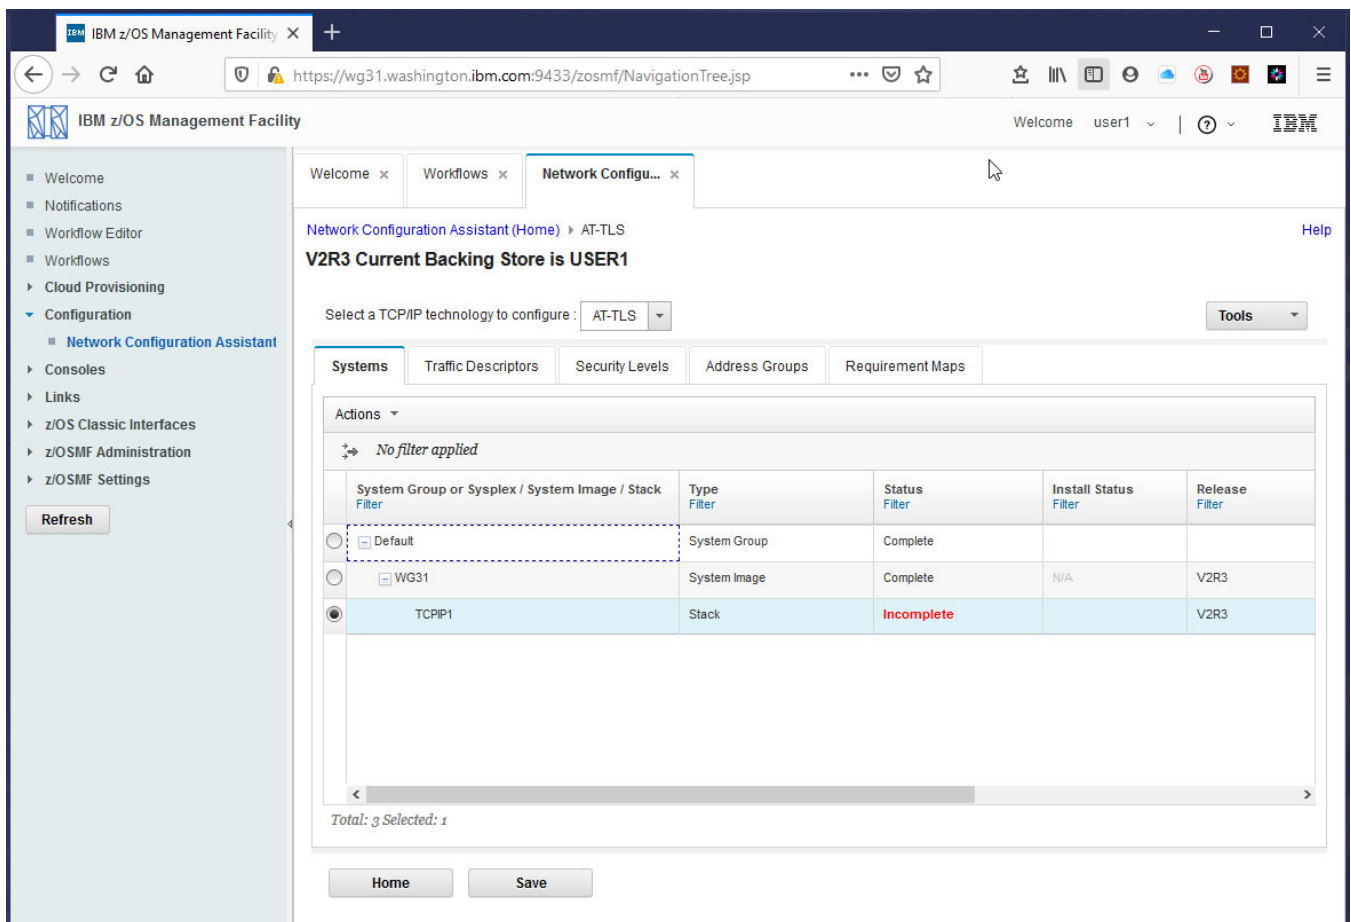 IBM IBM z/OS Management Facility
https://wg31.washington.ibm.com:9433/zosmf/NavigationTree.jsp
IBM z/OS Management Facility
Welcome user1
IBM
Welcome
Notifications
Workflow Editor
Workflows
Cloud Provisioning
Configuration
Network Configuration Assistant
Consoles
Links
z/OS Classic Interfaces
z/OSMF Administration
z/OSMF Settings
Refresh
Welcome Workflows Network Configu...
Network Configuration Assistant (Home) AT-TLS Help
V2R3 Current Backing Store is USER1
Select a TCP/IP technology to configure : AT-TLS Tools
Systems Traffic Descriptors Security Levels Address Groups Requirement Maps
Actions
No filter applied
System Group or Sysplex / System Image / Stack Type Status Install Status Release
Filter Filter Filter Filter Filter
Default System Group Complete
WG31 System Image Complete N/A V2R3
TCPIP1 Stack Incomplete V2R3
Total: 3 Selected: 1
Home Save